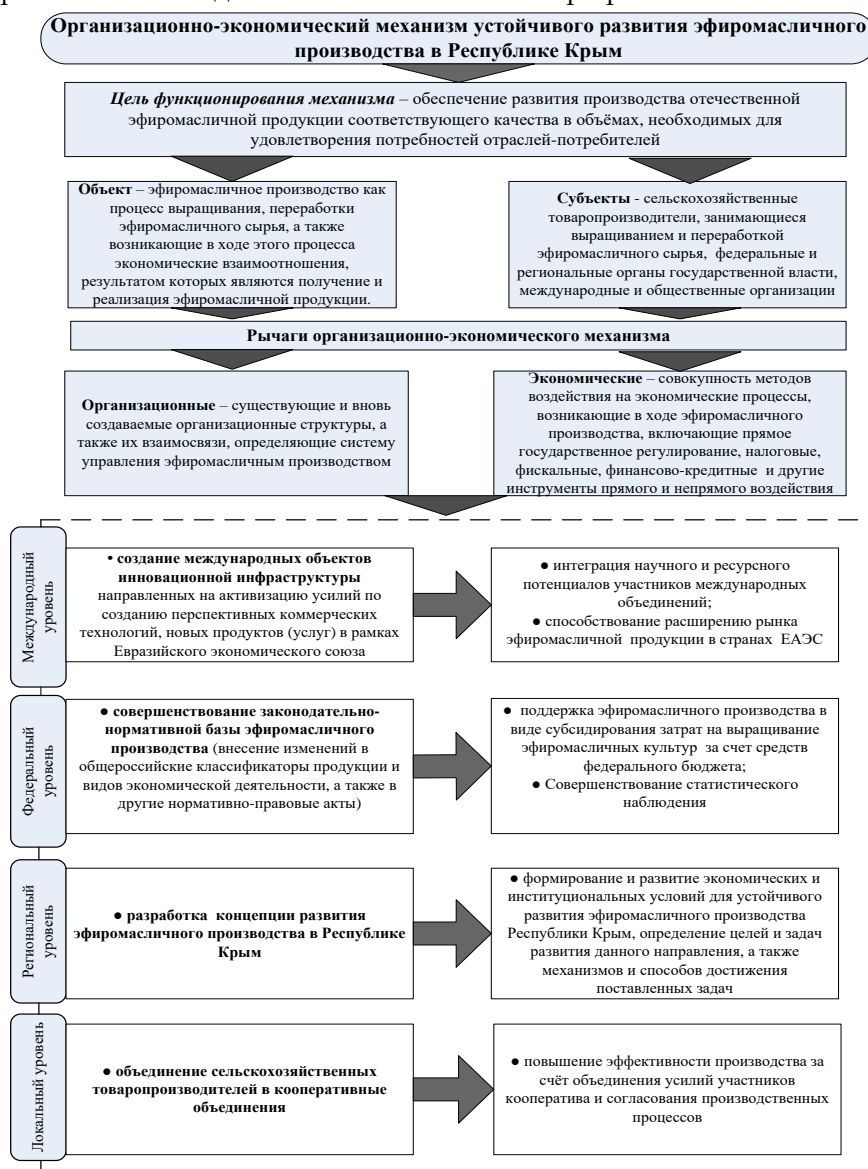 Организационно-экономический механизм устойчивого развития эфиромасличного
производства в Республике Крым
Цель функционирования механизма – обеспечение развития производства отечественной
эфиромасличной продукции соответствующего качества в объёмах, необходимых для
удовлетворения потребностей отраслей-потребителей
Объект – эфиромасличное производство как
процесс выращивания, переработки
эфиромасличного сырья, а также
возникающие в ходе этого процесса
экономические взаимоотношения,
результатом которых являются получение и
реализация эфиромасличной продукции.
Субъекты - сельскохозяйственные
товаропроизводители, занимающиеся
выращиванием и переработкой
эфиромасличного сырья, федеральные и
региональные органы государственной власти,
международные и общественные организации
Рычаги организационно-экономического механизма
Организационные – существующие и вновь
создаваемые организационные структуры, а
также их взаимосвязи, определяющие систему
управления эфиромасличным производством
Экономические – совокупность методов
воздействия на экономические процессы,
возникающие в ходе эфиромасличного
производства, включающие прямое
государственное регулирование, налоговые,
фискальные, финансово-кредитные и другие
инструменты прямого и непрямого воздействия
Международный
уровень
• создание международных объектов
инновационной инфраструктуры
направленных на активизацию усилий по
созданию перспективных коммерческих
технологий, новых продуктов (услуг) в рамках
Евразийского экономического союза
● интеграция научного и ресурсного
потенциалов участников международных
объединений;
● способствование расширению рынка
эфиромасличной продукции в странах ЕАЭС
Федеральный
уровень
● совершенствование законодательно-
нормативной базы эфиромасличного
производства (внесение изменений в
общероссийские классификаторы продукции и
видов экономической деятельности, а также в
другие нормативно-правовые акты)
● поддержка эфиромасличного производства в
виде субсидирования затрат на выращивание
эфиромасличных культур за счет средств
федерального бюджета;
● Совершенствование статистического
наблюдения
Региональный
уровень
● разработка концепции развития
эфиромасличного производства в Республике
Крым
● формирование и развитие экономических и
институциональных условий для устойчивого
развития эфиромасличного производства
Республики Крым, определение целей и задач
развития данного направления, а также
механизмов и способов достижения
поставленных задач
Локальный уровень
● объединение сельскохозяйственных
товаропроизводителей в кооперативные
объединения
● повышение эффективности производства за
счёт объединения усилий участников
кооператива и согласования производственных
процессов